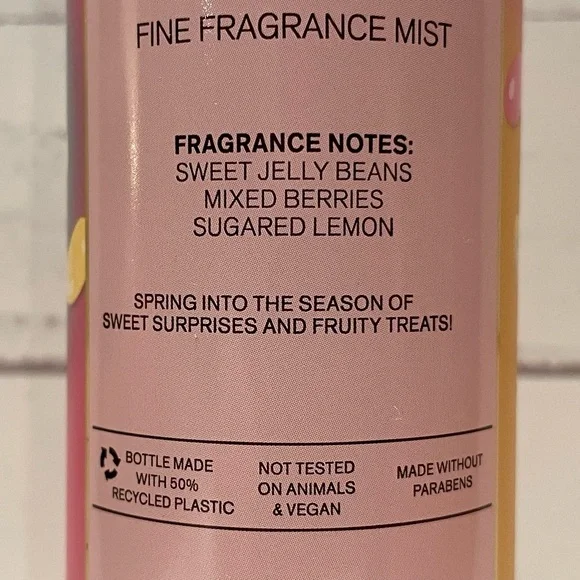 FINE FRAGRANCE MIST
FRAGRANCE NOTES:
SWEET JELLY BEANS
MIXED BERRIES
SUGARED LEMON
SPRING INTO THE SEASON OF
SWEET SURPRISES AND FRUITY TREATS!
BOTTLE MADE
WITH 50%
RECYCLED PLASTIC
NOT TESTED
ON ANIMALS
& VEGAN
MADE WITHOUT
PARABENS